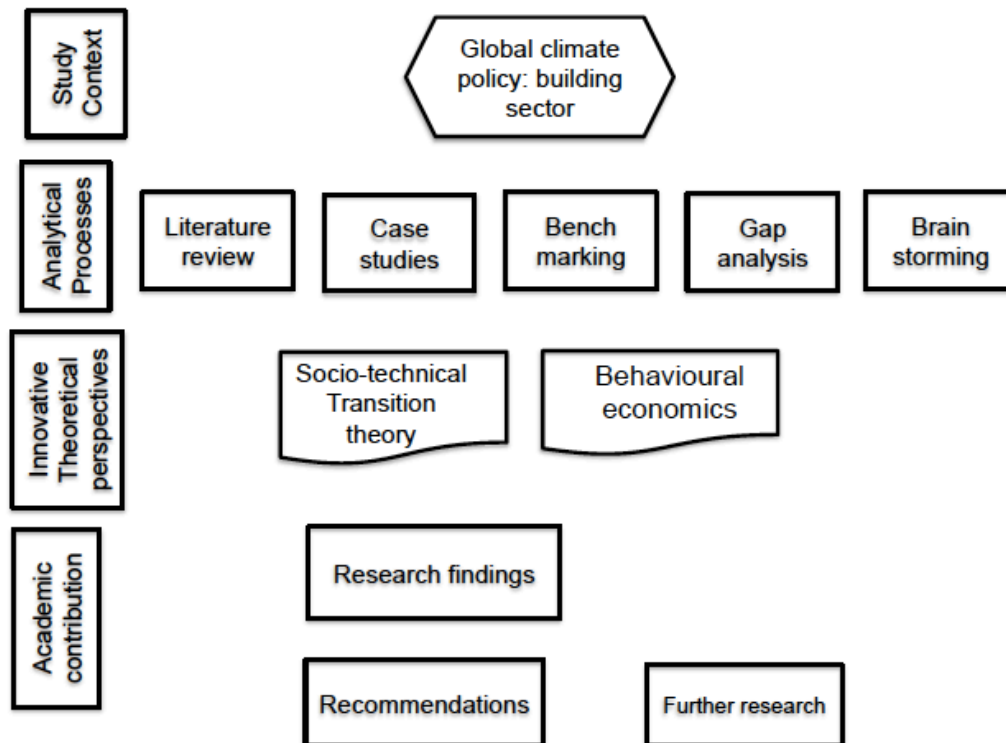 Study
Context
Global climate
policy: building
sector
Analytical
Processes
Literature
review
Case
studies
Bench
marking
Gap
analysis
Brain
storming
Innovative
Theoretical
perspectives
Socio-technical
Transition
theory
Behavioural
economics
Academic
contribution
Research findings
Recommendations
Further research